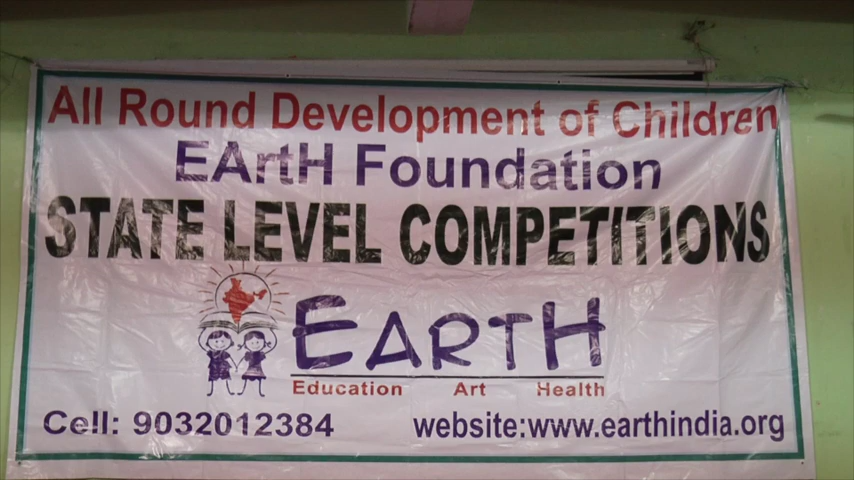 All Round Development of Children
EArtH Foundation
STATE LEVEL COMPETITIONS
EARTH
Education Art Health
Cell: 9032012384 website:www.earthindia.org